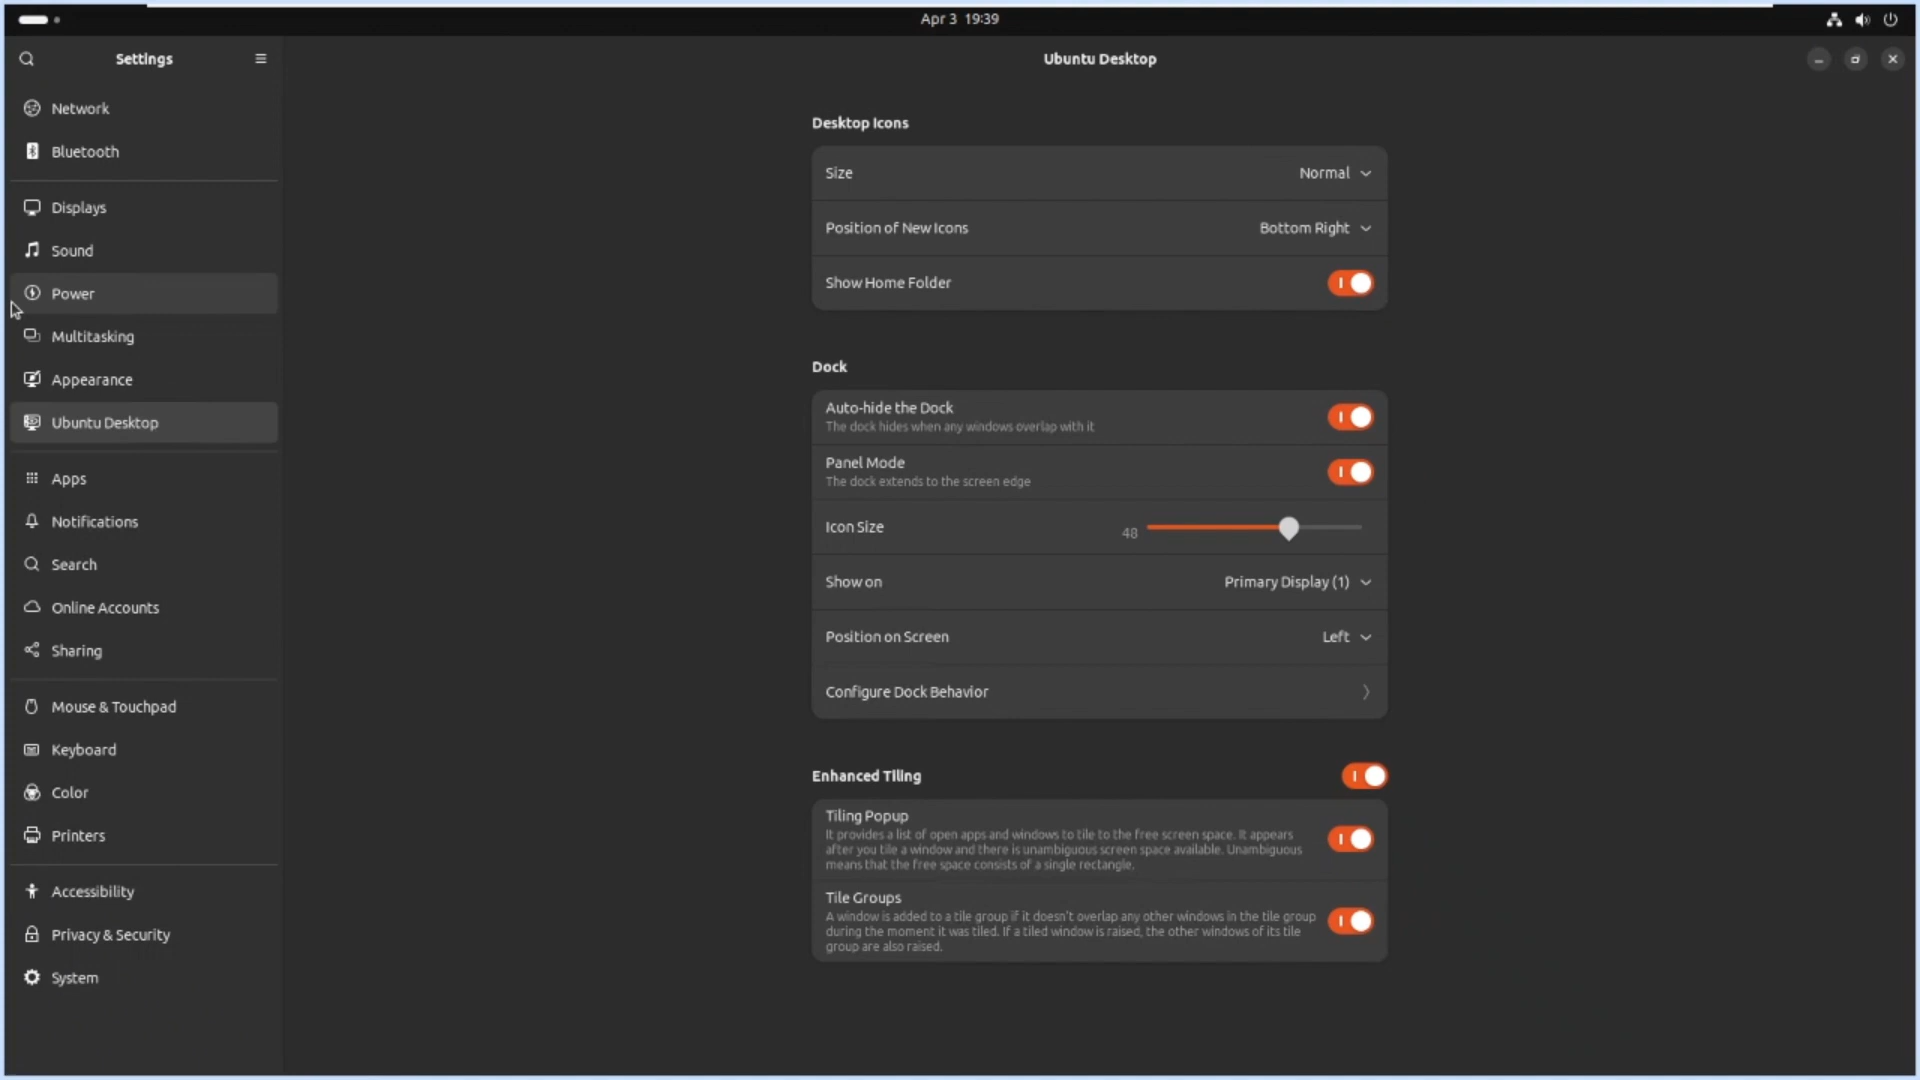 Apr 3 19:39
Settings
Ubuntu Desktop
Network
Bluetooth
Displays
Sound
Power
Multitasking
Appearance
Ubuntu Desktop
Apps
Notifications
Search
Online Accounts
Sharing
Mouse & Touchpad
Keyboard
Color
Printers
Accessibility
Privacy & Security
System
Desktop Icons
Size Normal
Position of New Icons Bottom Right
Show Home Folder
Dock
Auto-hide the Dock
The dock hides when any windows overlap with it
Panel Mode
The dock extends to the screen edge
Icon Size 48
Show on Primary Display (1)
Position on Screen Left
Configure Dock Behavior
Enhanced Tiling
Tiling Popup
It provides a list of open apps and windows to tile to the free screen space. It appears
after you tile a window and there is unambiguous screen space available. Unambiguous
means that the free space consists of a single rectangle.
Tile Groups
A window is added to a tile group if it doesn't overlap any other windows in the tile group
during the moment it was tiled. If a tiled window is raised, the other windows of its tile
group are also raised.